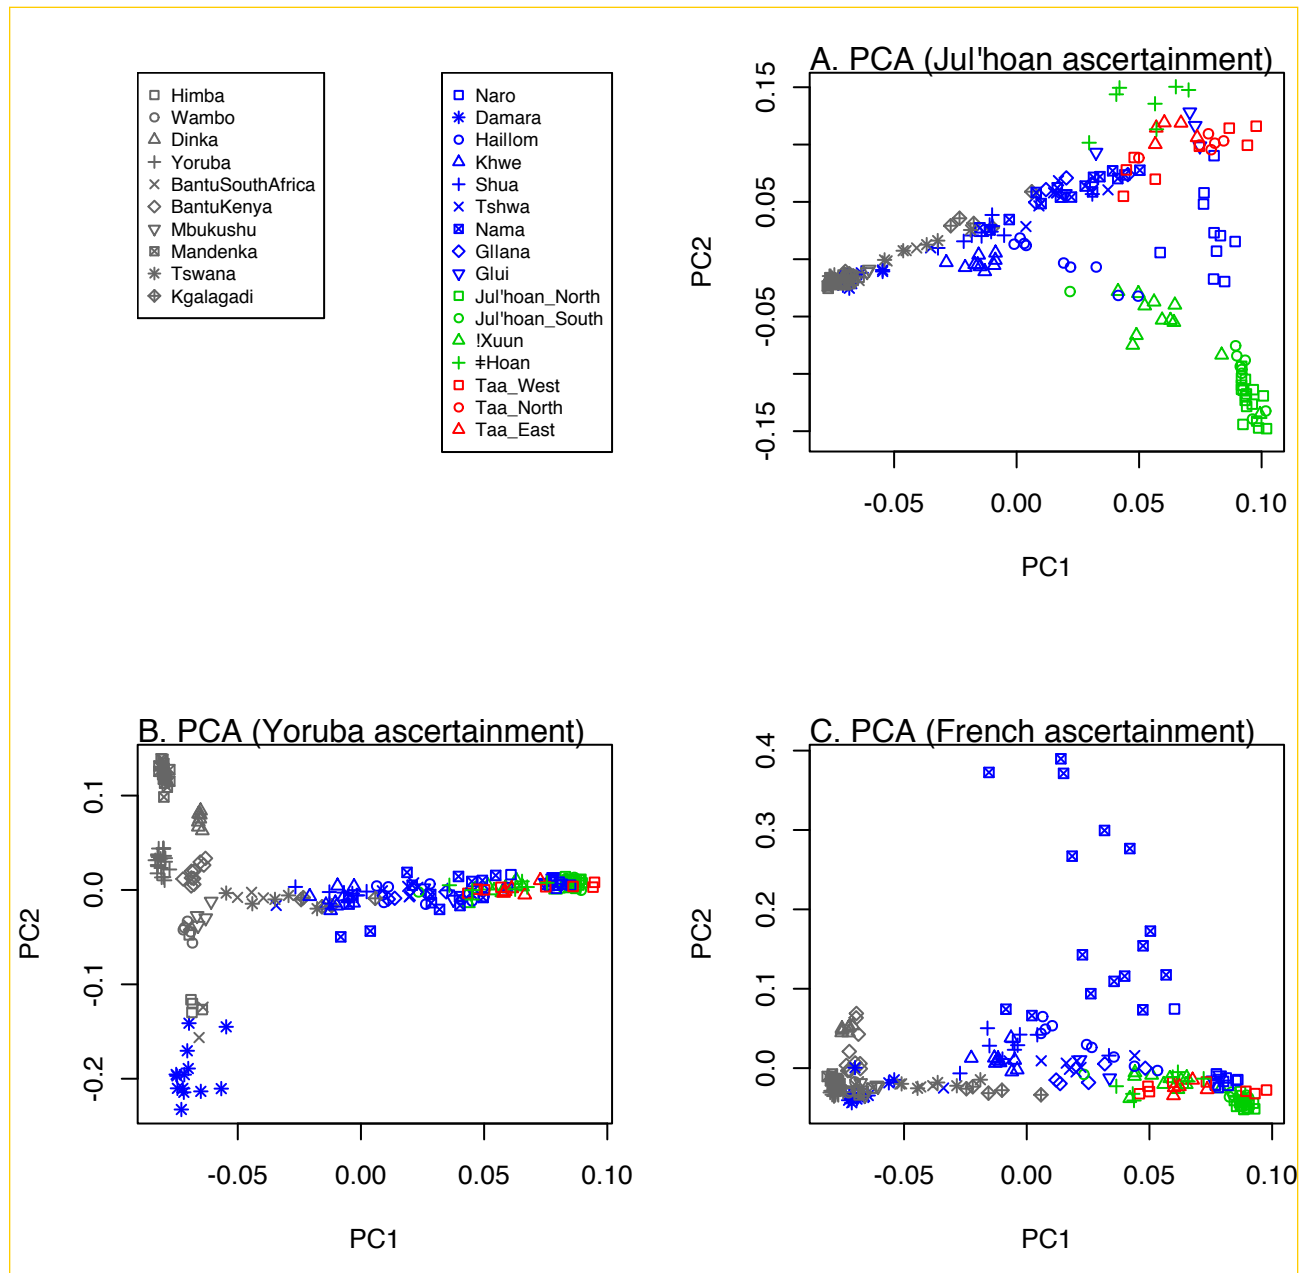 Himba
Wambo
Dinka
Yoruba
BantuSouthAfrica
BantuKenya
Mbukushu
Mandenka
Tswana
Kgalagadi
Naro
Damara
Haillom
Khwe
Shua
Tshwa
Nama
Gllana
Glui
Jul'hoan_North
Jul'hoan_South
!Xuun
ǂHoan
Taa_West
Taa_North
Taa_East
A. PCA (Jul'hoan ascertainment)
0.15
0.05
-0.05
-0.15
PC2
-0.05 0.00 0.05 0.10
PC1
B. PCA (Yoruba ascertainment)
0.1
0.0
-0.1
-0.2
PC2
-0.05 0.00 0.05 0.10
PC1
C. PCA (French ascertainment)
0.4
0.3
0.2
0.1
0.0
PC2
-0.05 0.00 0.05 0.10
PC1